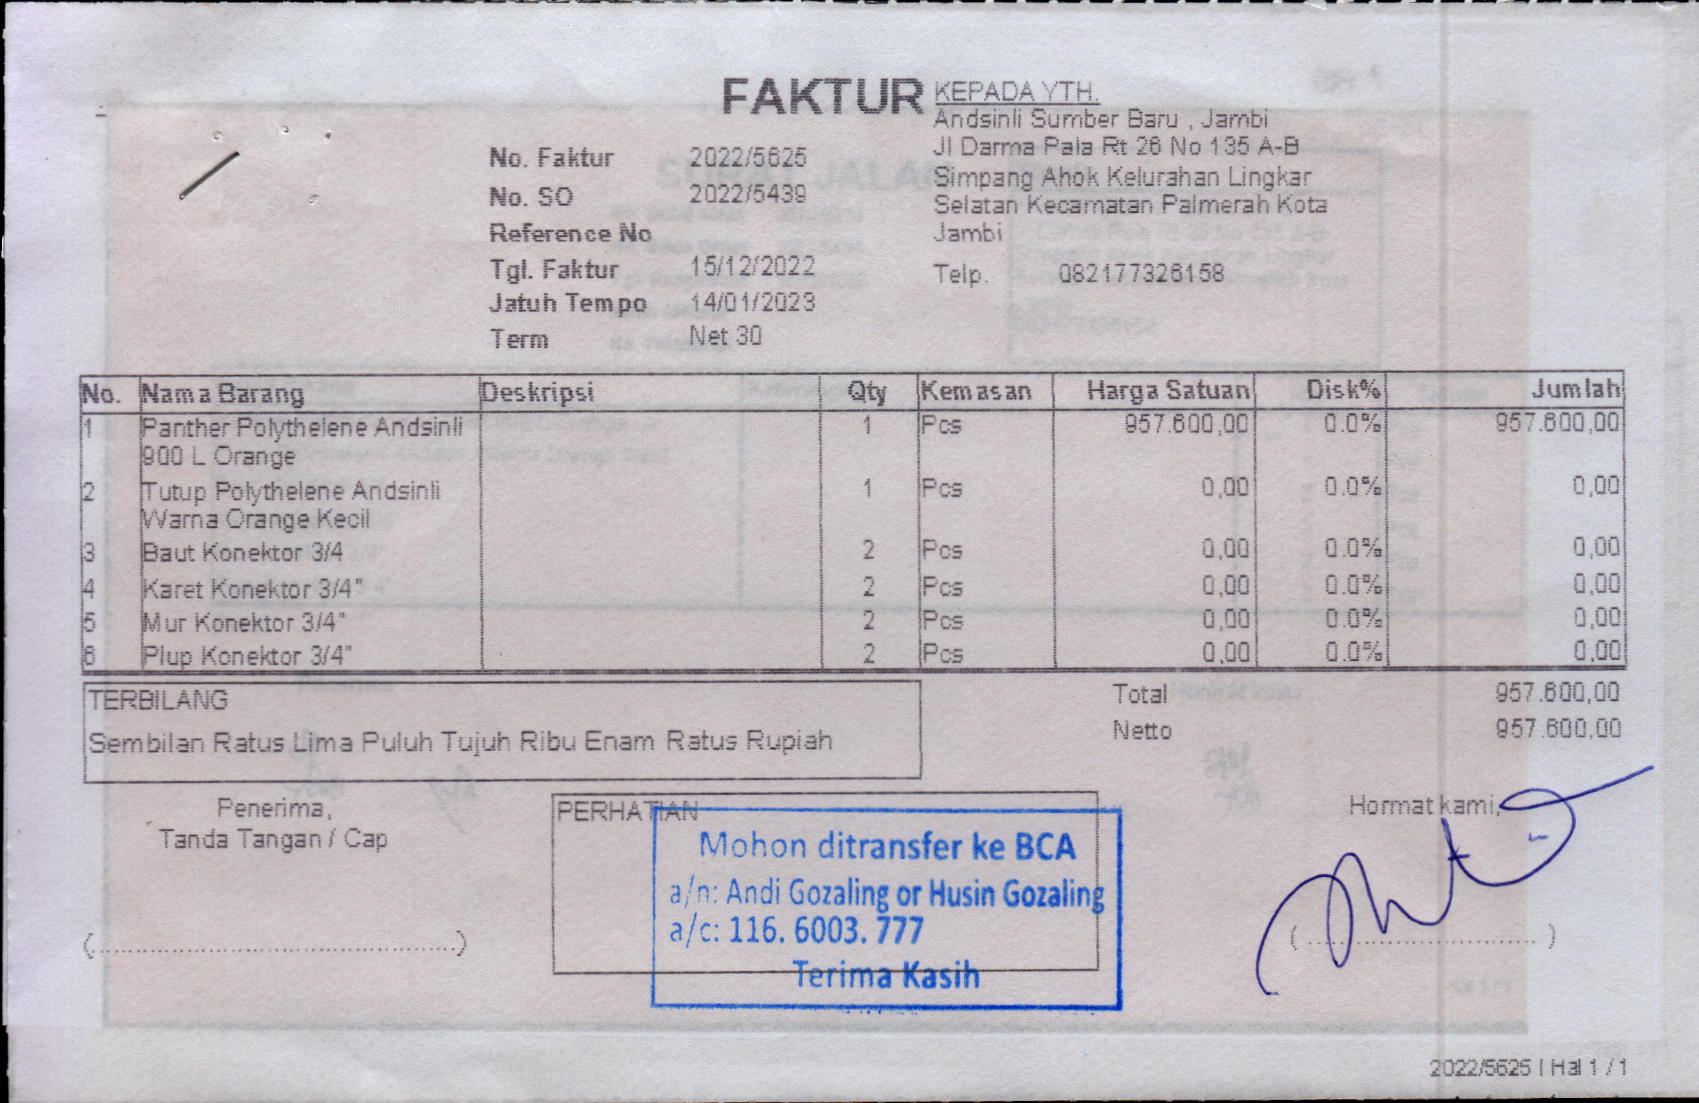 FAKTUR
KEPADA YTH.
Andsinli Sumber Baru , Jambi
Jl Darma Pala Rt 26 No 135 A-B
Simpang Ahok Kelurahan Lingkar
Selatan Kecamatan Palmerah Kota
Jambi
Telp. 082177326158
No. Faktur 2022/5625
No. SO 2022/5439
Reference No
Tgl. Faktur 15/12/2022
Jatuh Tempo 14/01/2023
Term Net 30
No. Nama Barang Deskripsi Qty Kemasan Harga Satuan Disk% Jumlah
1 Panther Polythelene Andsinli 1 Pcs 957.600,00 0.0% 957.600,00
900 L Orange
2 Tutup Polythelene Andsinli 1 Pcs 0,00 0.0% 0,00
Warna Orange Kecil
3 Baut Konektor 3/4 2 Pcs 0,00 0.0% 0,00
4 Karet Konektor 3/4" 2 Pcs 0,00 0.0% 0,00
5 Mur Konektor 3/4" 2 Pcs 0,00 0.0% 0,00
6 Plup Konektor 3/4" 2 Pcs 0,00 0.0% 0,00
TERBILANG
Sembilan Ratus Lima Puluh Tujuh Ribu Enam Ratus Rupiah
Total 957.600,00
Netto 957.600,00
Penerima,
Tanda Tangan / Cap
(..........................................)
PERHATIAN
Mohon ditransfer ke BCA
a/n: Andi Gozaling or Husin Gozaling
a/c: 116. 6003. 777
Terima Kasih
Hormat kami,
(..........................)
2022/5625 | Hal 1 / 1